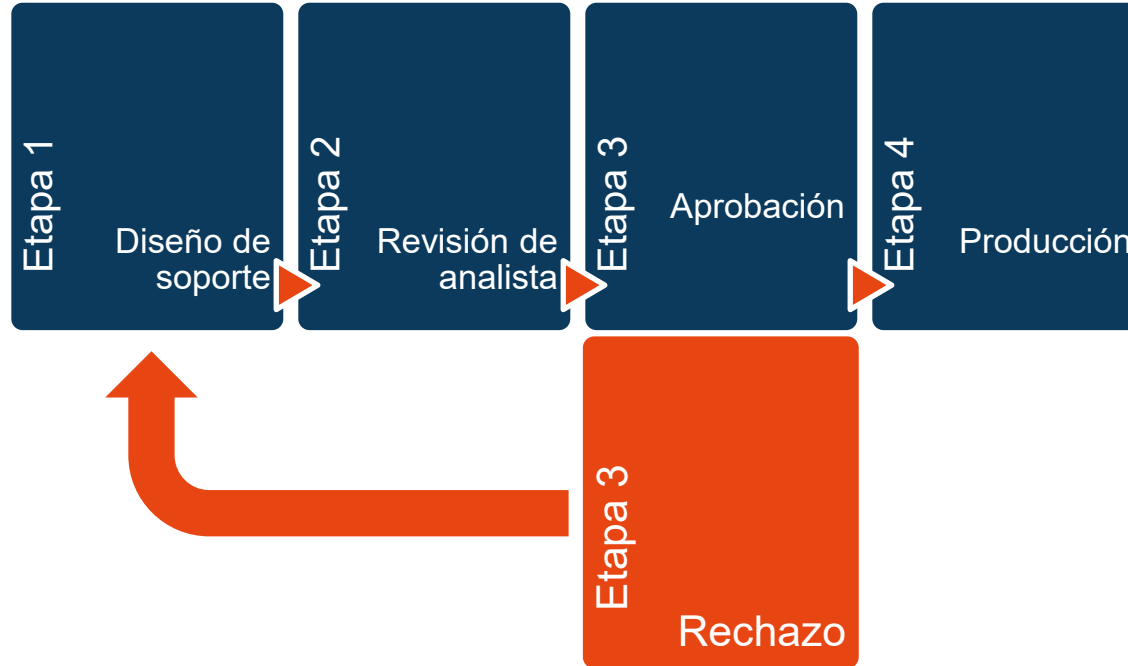 Etapa 1
Diseño de
soporte
Etapa 2
Revisión de
analista
Etapa 3
Aprobación
Etapa 4
Producción
Etapa 3
Rechazo